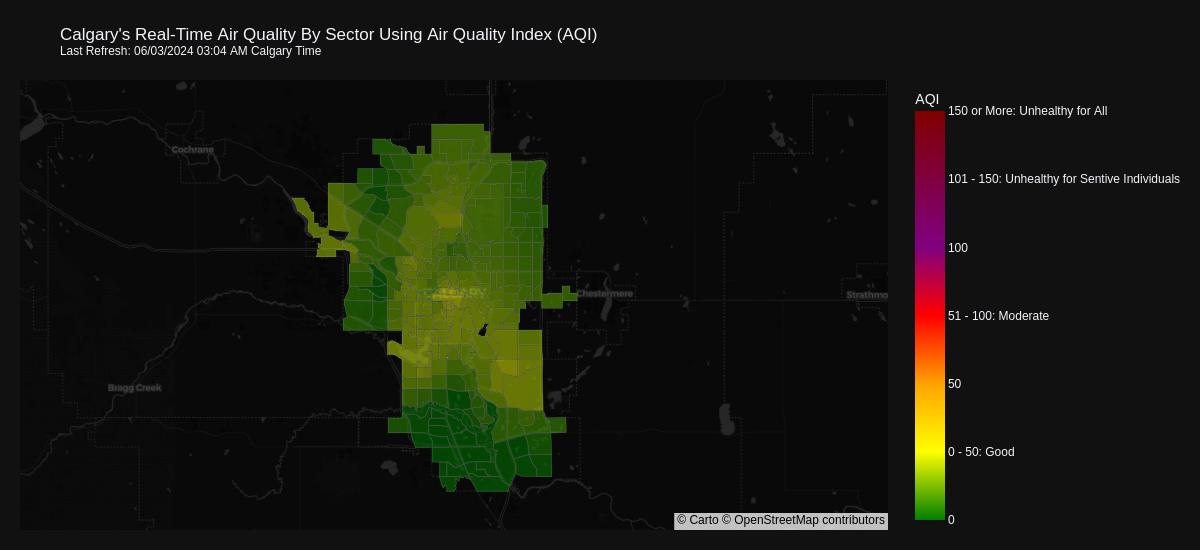 Calgary's Real-Time Air Quality By Sector Using Air Quality Index (AQI)
Last Refresh: 06/03/2024 03:04 AM Calgary Time
AQI
150 or More: Unhealthy for All
Cochrane
101 - 150: Unhealthy for Sentive Individuals
100
CALGARY
Chestermere
Strathmo
51 - 100: Moderate
50
Bragg Creek
0 - 50: Good
0
© Carto © OpenStreetMap contributors